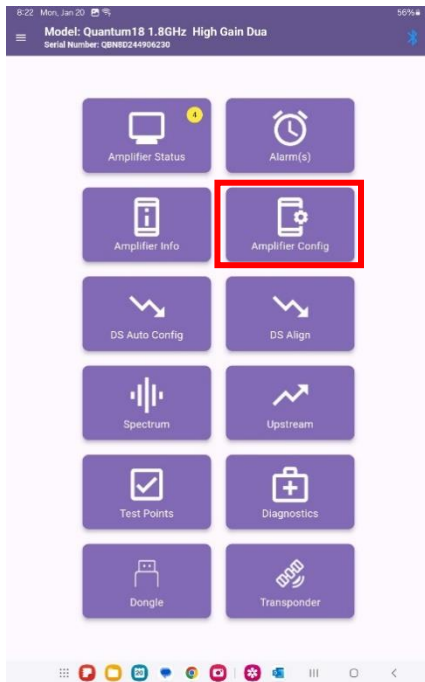 8:22 Mon, Jan 20 56%
Model: Quantum18 1.8GHz High Gain Dua
Serial Number: QBN8D244906230
4
Amplifier Status Alarm(s)
Amplifier Info Amplifier Config
DS Auto Config DS Align
Spectrum Upstream
Test Points Diagnostics
Dongle Transponder
20